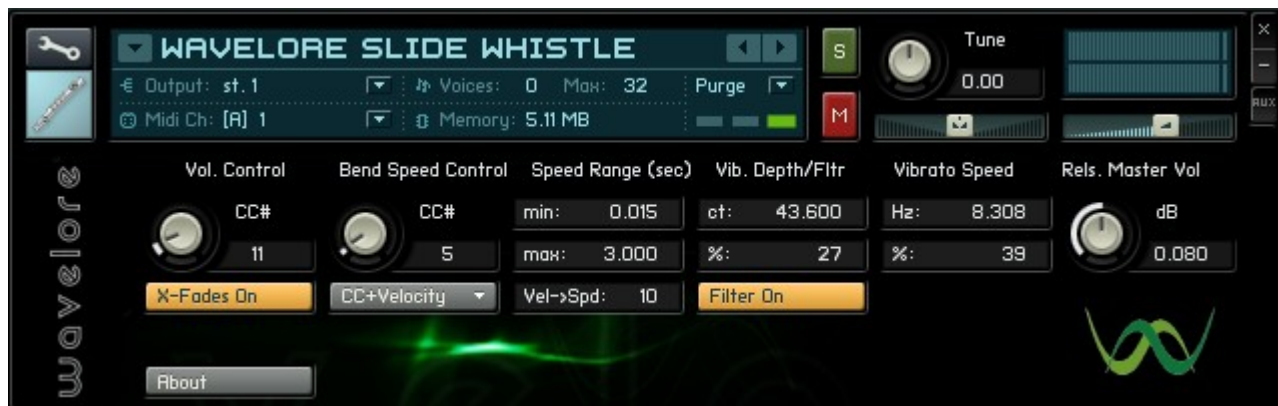 WAVELORE SLIDE WHISTLE
S
Tune
×
Output: st. 1
Voices: 0 Max: 32
Purge
0.00
–
Midi Ch: [A] 1
Memory: 5.11 MB
M
AUX
wavelore
Vol. Control
Bend Speed Control
Speed Range (sec)
Vib. Depth/Fltr
Vibrato Speed
Rels. Master Vol
CC#
CC#
min: 0.015
ct: 43.600
Hz: 8.308
dB
11
5
max: 3.000
%: 27
%: 39
0.080
X-Fades On
CC+Velocity
Vel->Spd: 10
Filter On
About